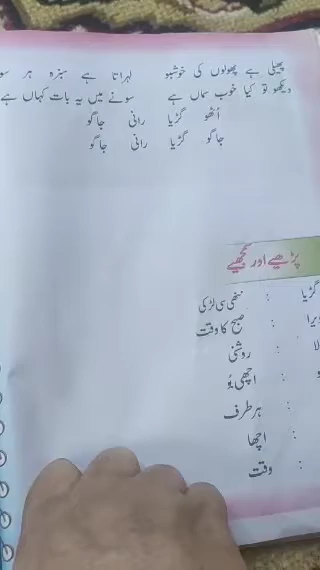 پھیلی ہے پھولوں کی خوشبو لہراتا ہے سبزہ ہر سو
دیکھو تو کیا خوب سماں ہے سونے میں یہ بات کہاں ہے
اُٹھو گڑیا رانی جاگو
جاگو گڑیا رانی جاگو
پڑھیے اور سمجھیے
گڑیا : ننھی سی لڑکی
: صبح کا وقت
: روشنی
: اچھی بُو
: ہر طرف
: اچھا
: وقت